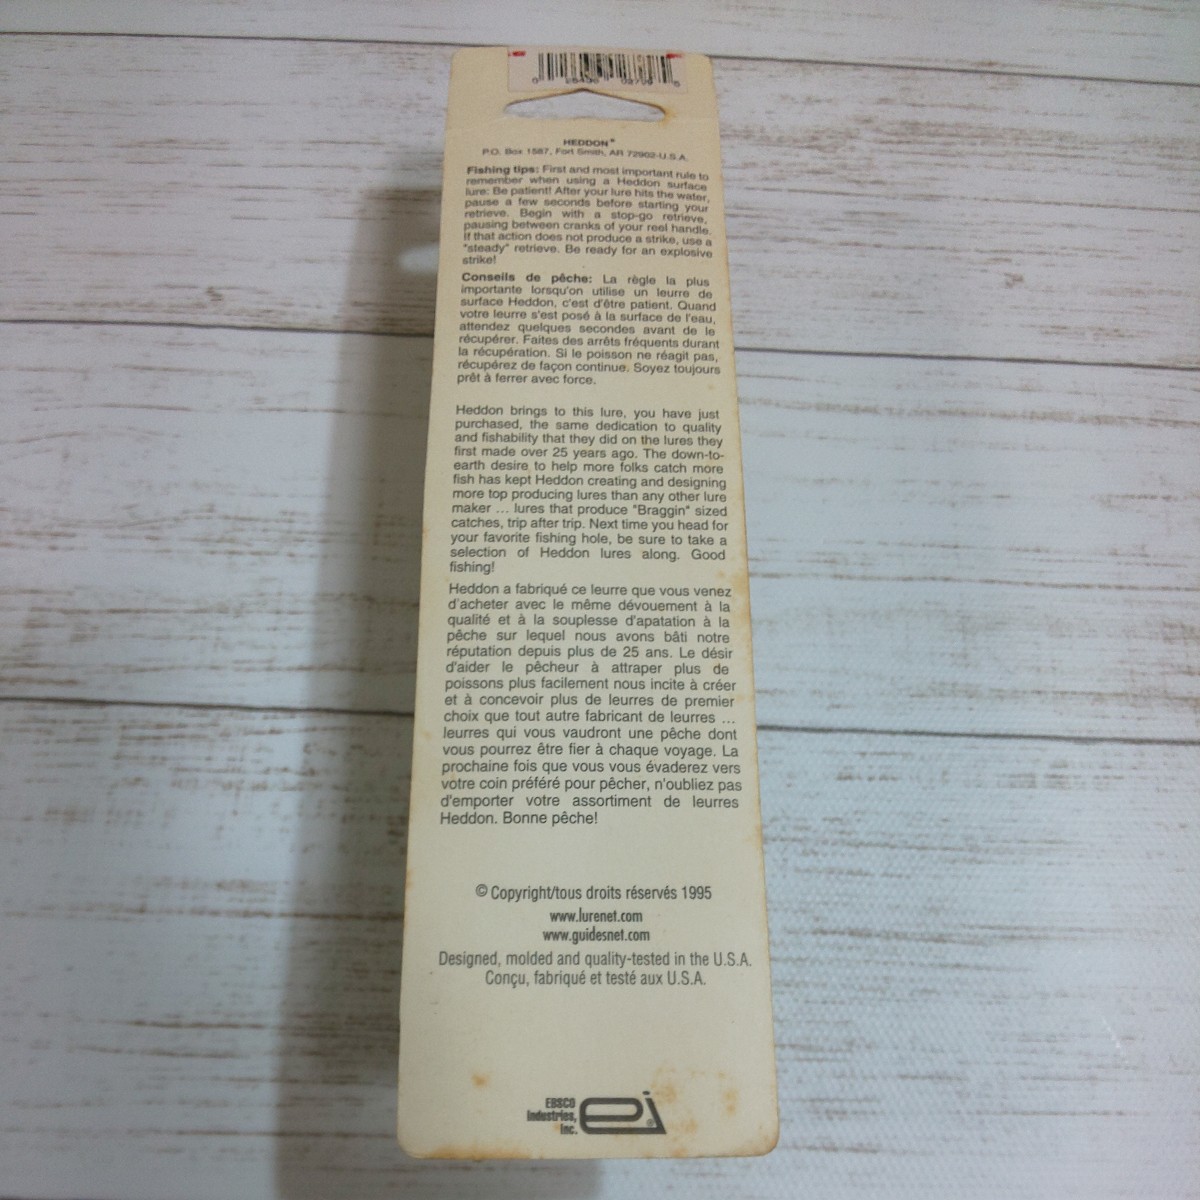 HEDDON®
P.O. Box 1587, Fort Smith, AR 72902-U.S.A.
Fishing tips: First and most important rule to
remember when using a Heddon surface
lure: Be patient! After your lure hits the water,
pause a few seconds before starting your
retrieve. Begin with a stop-go retrieve,
pausing between cranks of your reel handle.
If that action does not produce a strike, use a
"steady" retrieve. Be ready for an explosive
strike!
Conseils de pêche: La règle la plus
importante lorsqu'on utilise un leurre de
surface Heddon, c'est d'être patient. Quand
votre leurre s'est posé à la surface de l'eau,
attendez quelques secondes avant de le
récupérer. Faites des arrêts fréquents durant
la récupération. Si le poisson ne réagit pas,
récupérez de façon continue. Soyez toujours
prêt à ferrer avec force.
Heddon brings to this lure, you have just
purchased, the same dedication to quality
and fishability that they did on the lures they
first made over 25 years ago. The down-to-
earth desire to help more folks catch more
fish has kept Heddon creating and designing
more top producing lures than any other lure
maker ... lures that produce "Braggin" sized
catches, trip after trip. Next time you head for
your favorite fishing hole, be sure to take a
selection of Heddon lures along. Good
fishing!
Heddon a fabriqué ce leurre que vous venez
d'acheter avec le même dévouement à la
qualité et à la souplesse d'apatation à la
pêche sur lequel nous avons bâti notre
réputation depuis plus de 25 ans. Le désir
d'aider le pêcheur à attraper plus de
poissons plus facilement nous incite à créer
et à concevoir plus de leurres de premier
choix que tout autre fabricant de leurres ...
leurres qui vous vaudront une pêche dont
vous pourrez être fier à chaque voyage. La
prochaine fois que vous vous évaderez vers
votre coin préféré pour pêcher, n'oubliez pas
d'emporter votre assortiment de leurres
Heddon. Bonne pêche!
© Copyright/tous droits réservés 1995
www.lurenet.com
www.guidesnet.com
Designed, molded and quality-tested in the U.S.A.
Conçu, fabriqué et testé aux U.S.A.
EBSCO
Industries,
Inc.
ei®